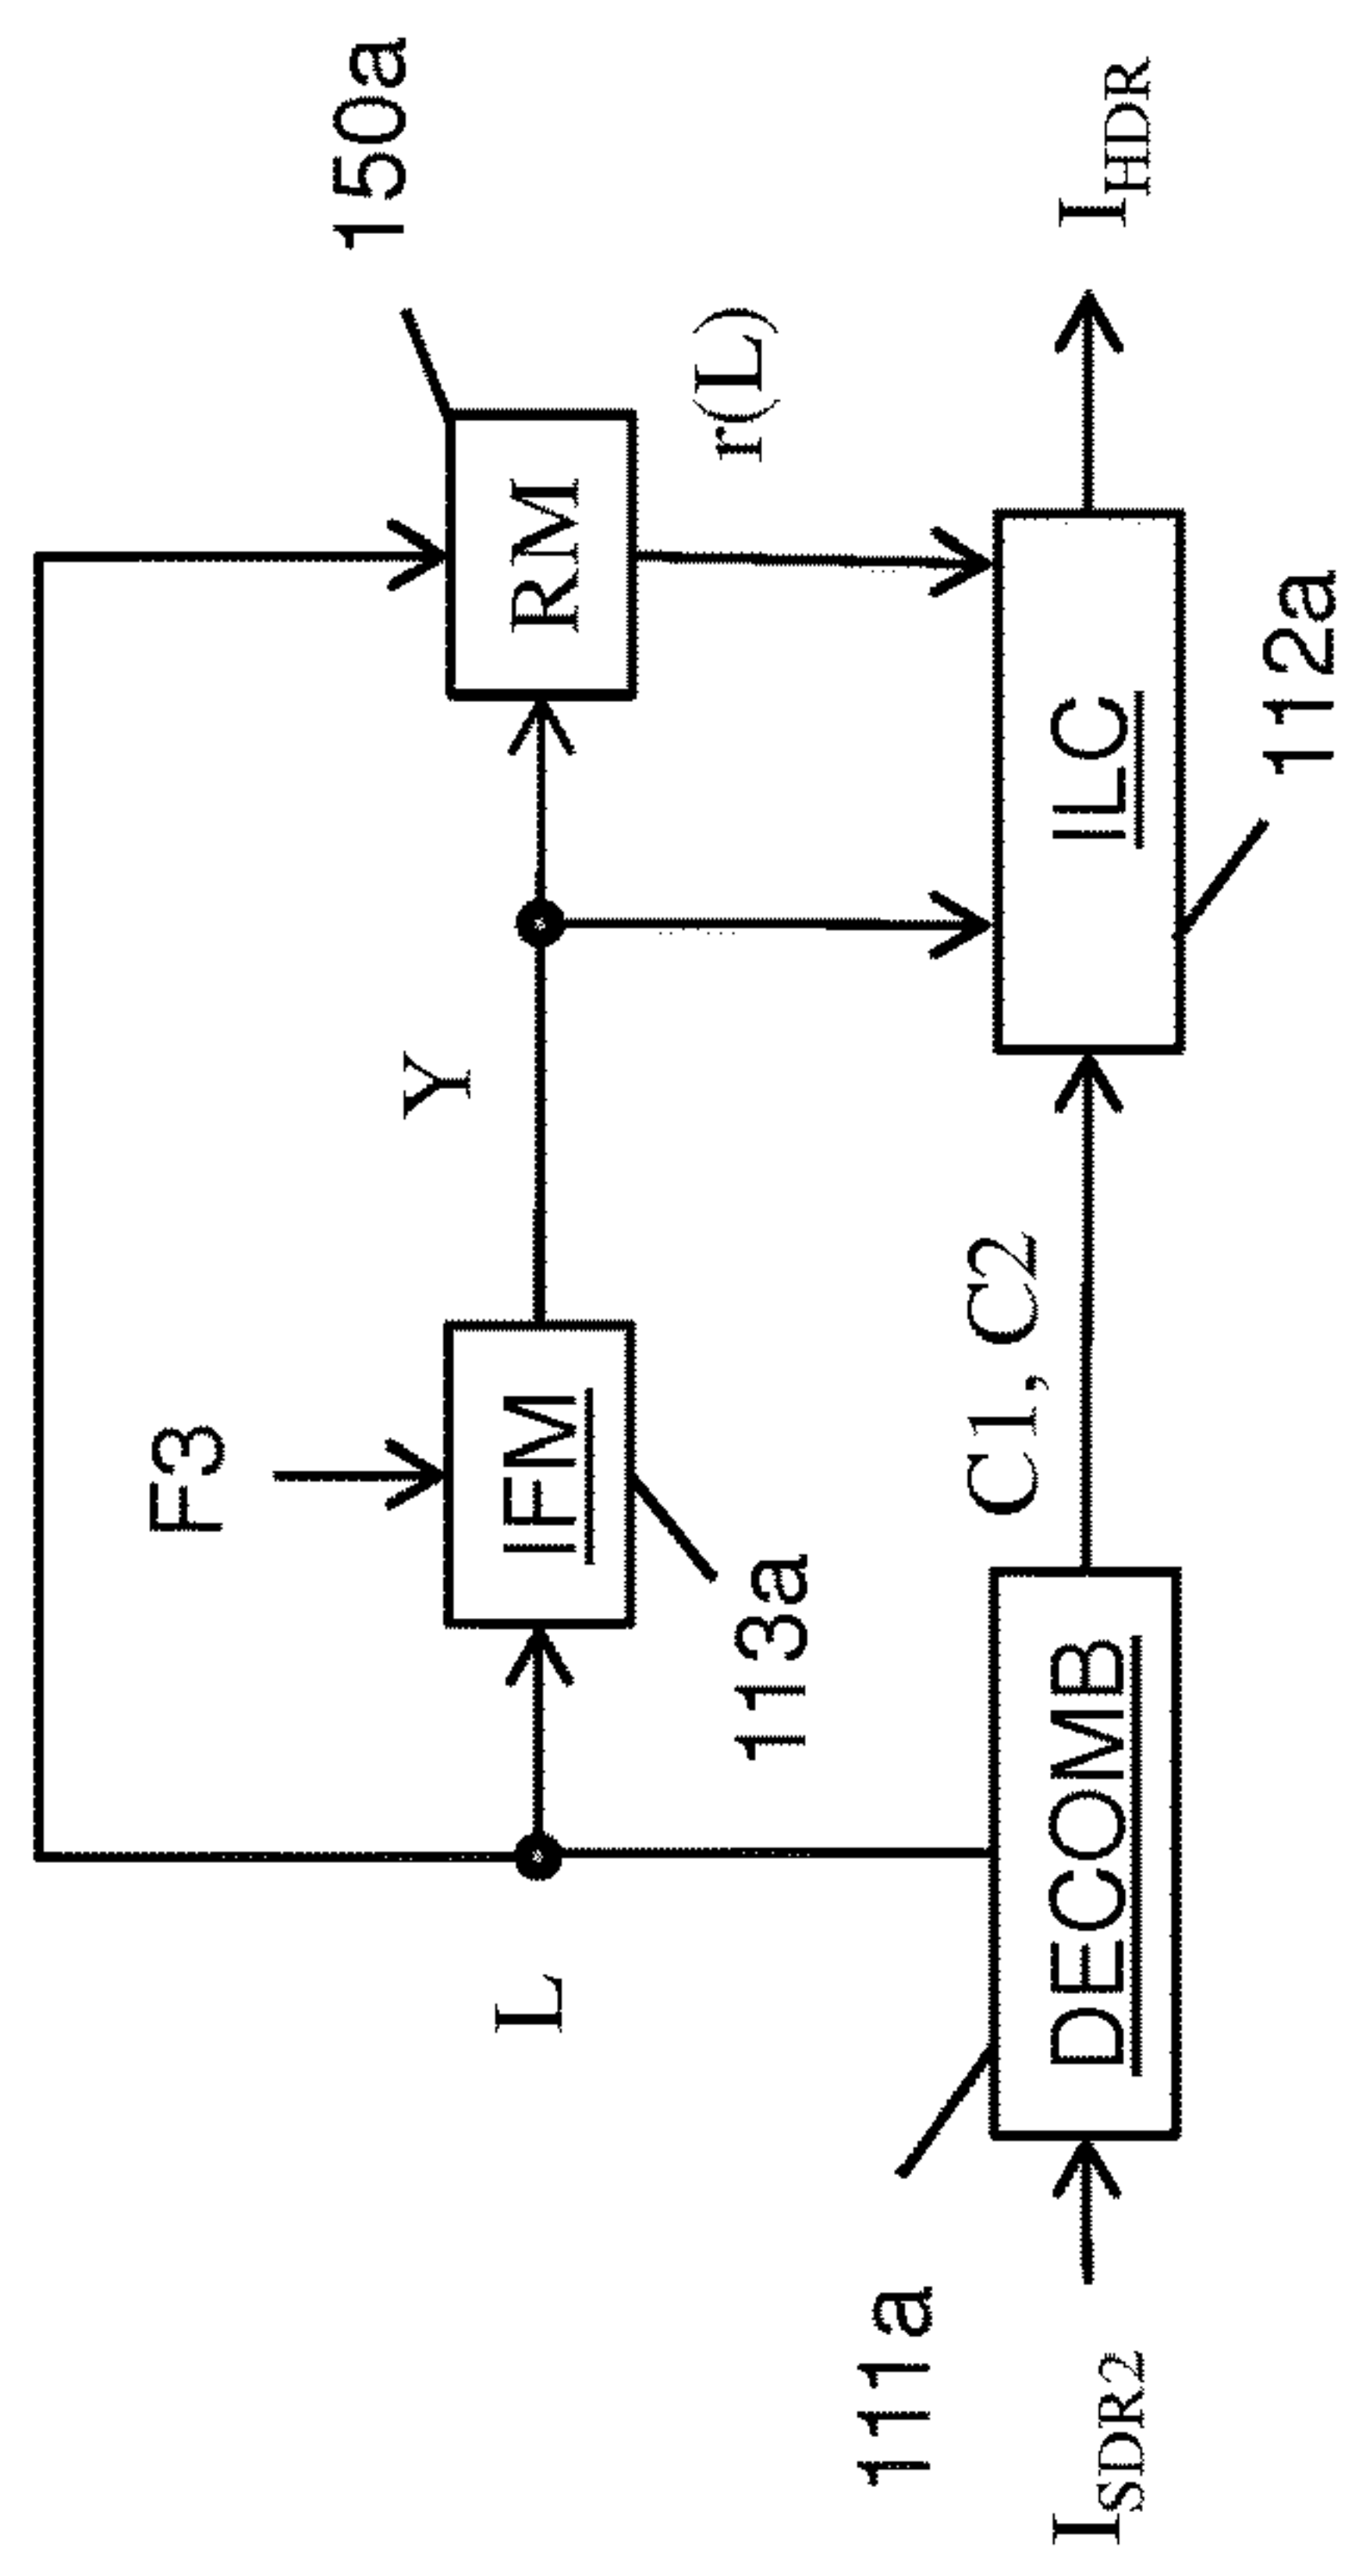 150a
F3
Y
RM
L
IFM
r(L)
113a
111a
C1, C2
I_SDR2
DECOMB
ILC
I_HDR
112a